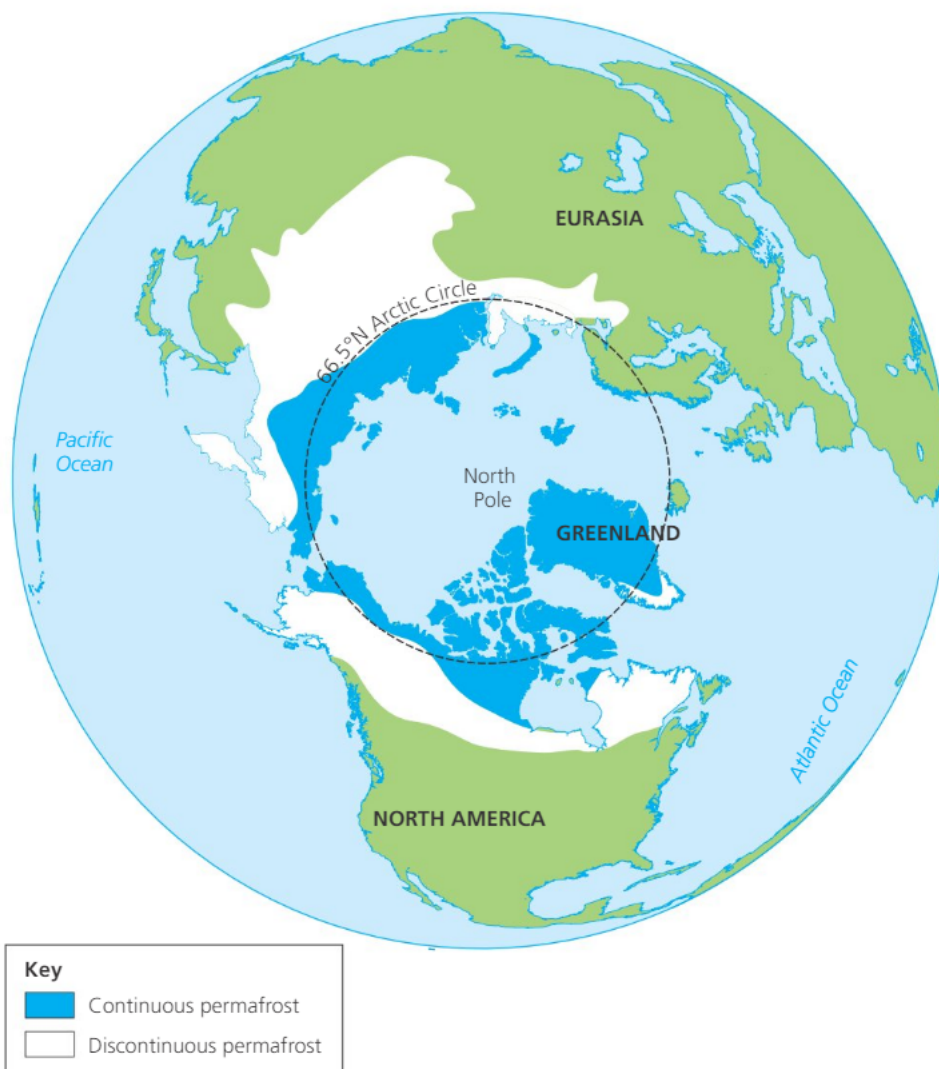 EURASIA
66.5°N Arctic Circle
Pacific
Ocean
North
Pole
GREENLAND
Atlantic Ocean
NORTH AMERICA
Key
Continuous permafrost
Discontinuous permafrost